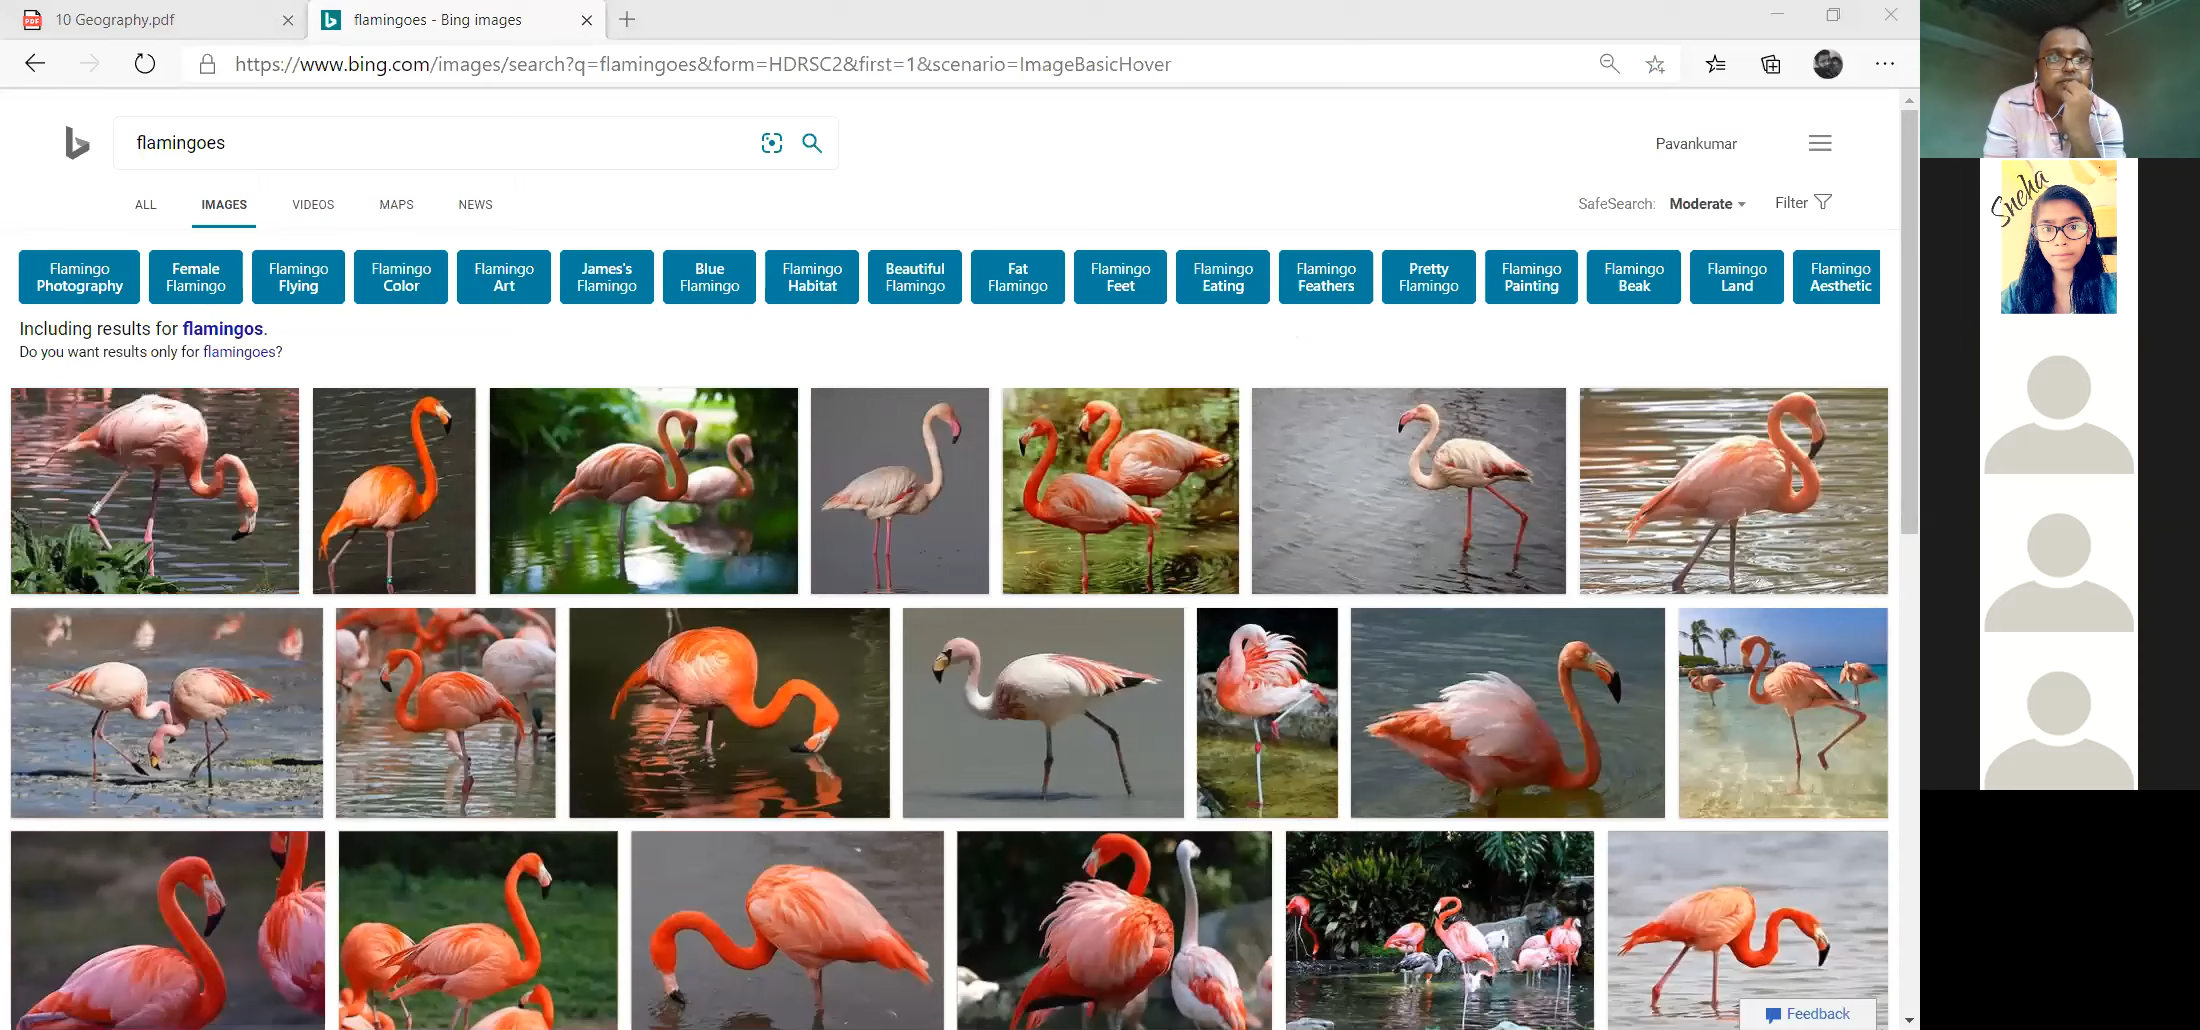 10 Geography.pdf
flamingoes - Bing images
https://www.bing.com/images/search?q=flamingoes&form=HDRSC2&first=1&scenario=ImageBasicHover
flamingoes
Pavankumar
ALL IMAGES VIDEOS MAPS NEWS
SafeSearch: Moderate Filter
Flamingo Photography
Female Flamingo
Flamingo Flying
Flamingo Color
Flamingo Art
James's Flamingo
Blue Flamingo
Flamingo Habitat
Beautiful Flamingo
Fat Flamingo
Flamingo Feet
Flamingo Eating
Flamingo Feathers
Pretty Flamingo
Flamingo Painting
Flamingo Beak
Flamingo Land
Flamingo Aesthetic
Including results for flamingos.
Do you want results only for flamingoes?
Sneha
Feedback